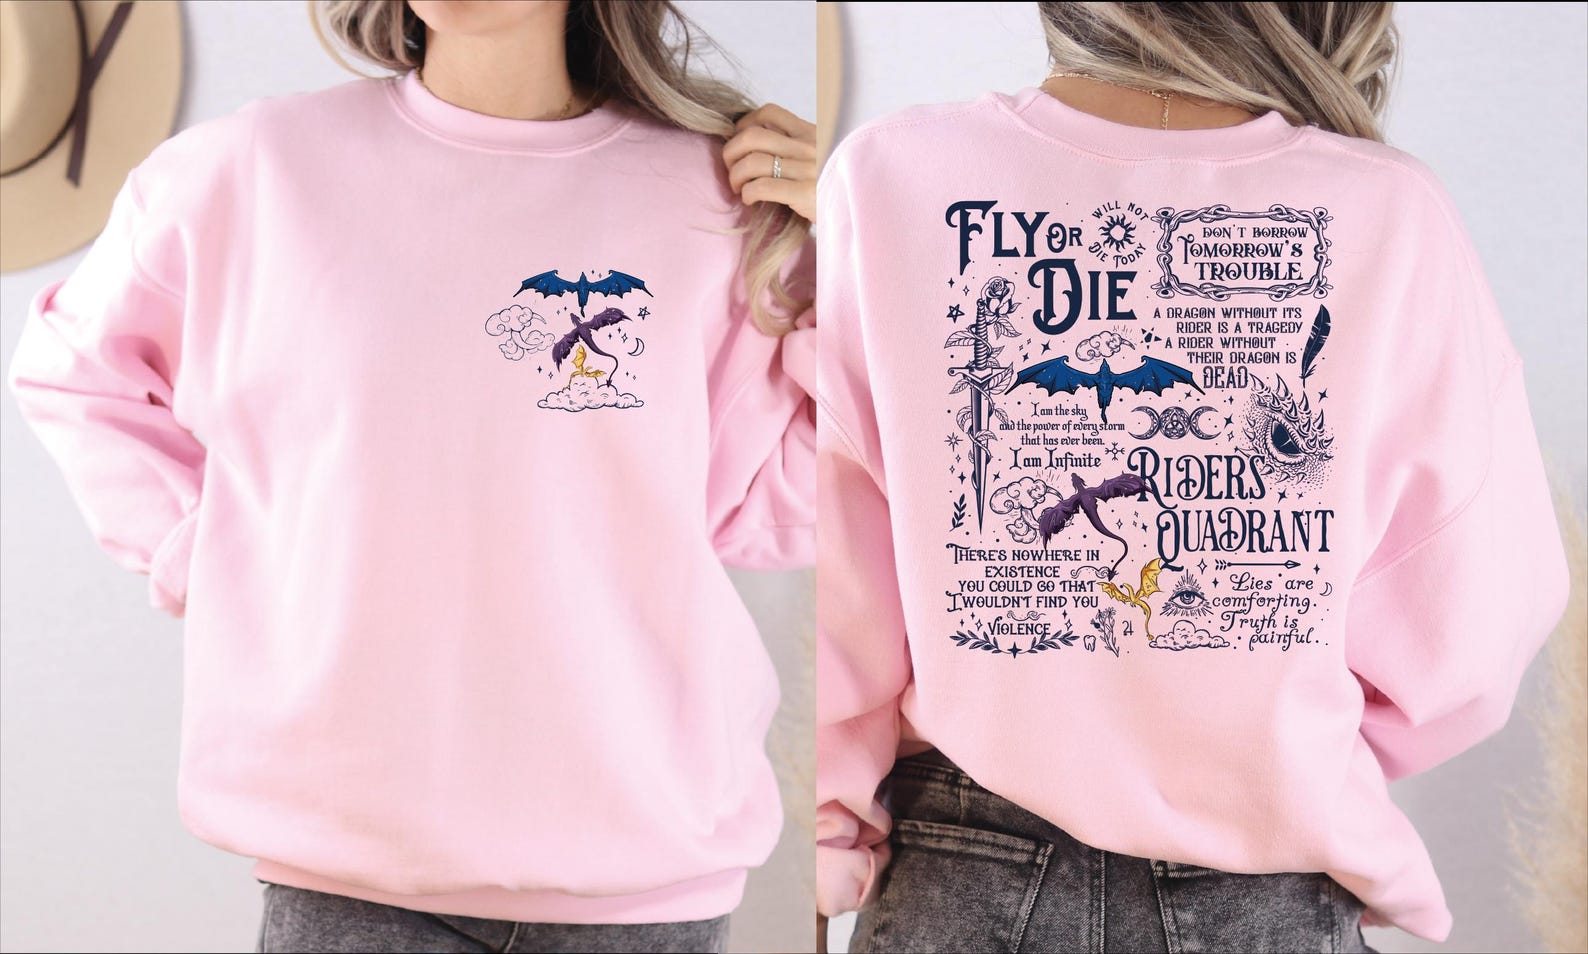 FLY OR
DIE
WILL NOT
DIE TODAY
DON'T BORROW
TOMORROW'S
TROUBLE
A DRAGON WITHOUT ITS
RIDER IS A TRAGEDY
A RIDER WITHOUT
THEIR DRAGON IS
DEAD
I am the sky
and the power of every storm
that has ever been.
I am Infinite
RIDERS
QUADRANT
THERE'S NOWHERE IN
EXISTENCE
YOU COULD GO THAT
I WOULDN'T FIND YOU
VIOLENCE
Lies are
comforting.
Truth is
painful.